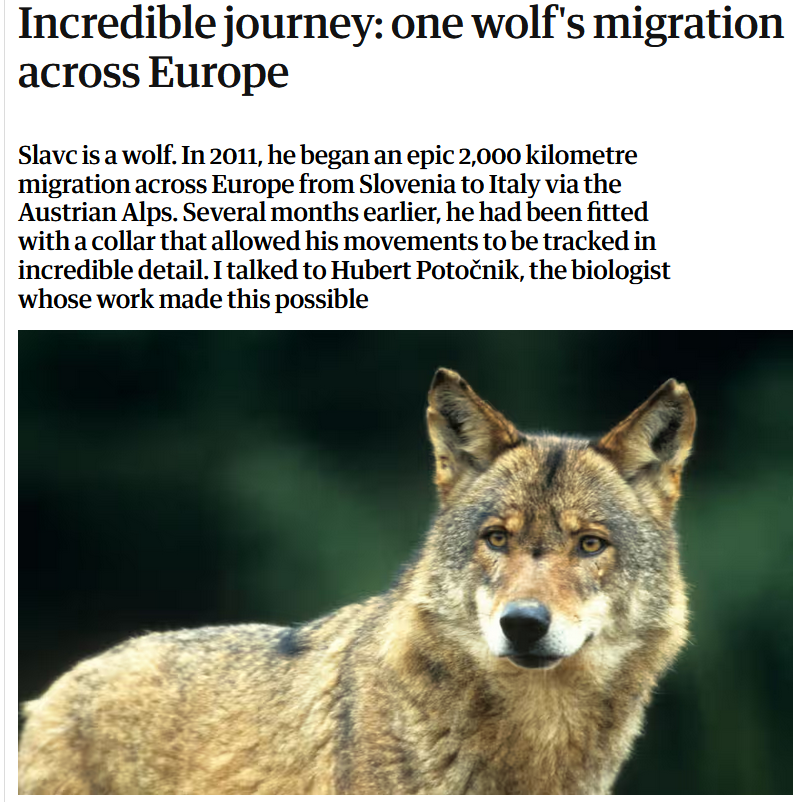 Incredible journey: one wolf's migration
across Europe
Slavc is a wolf. In 2011, he began an epic 2,000 kilometre
migration across Europe from Slovenia to Italy via the
Austrian Alps. Several months earlier, he had been fitted
with a collar that allowed his movements to be tracked in
incredible detail. I talked to Hubert Potočnik, the biologist
whose work made this possible